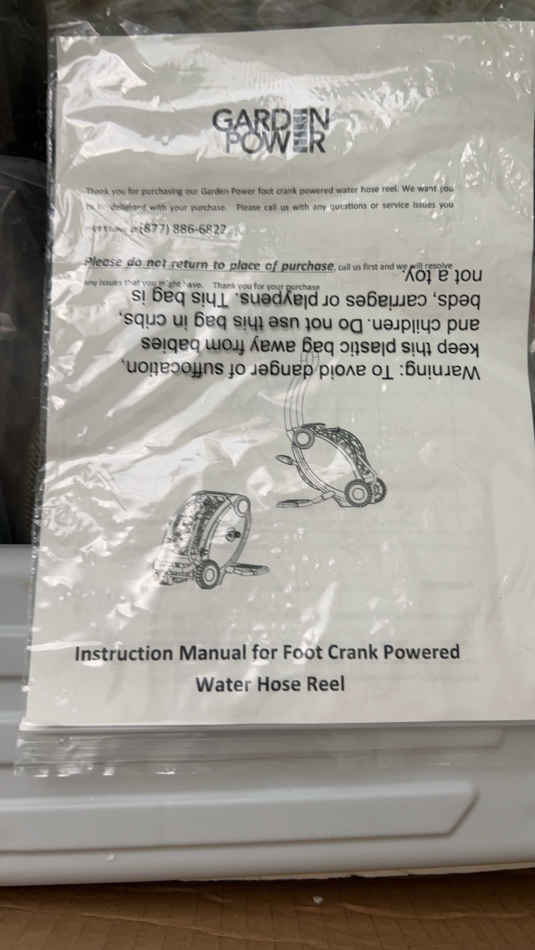 GARDEN
POWER
Thank you for purchasing our Garden Power foot crank powered water hose reel. We want you
to be delighted with your purchase. Please call us with any questions or service issues you
(877) 886-6822
Please do not return to place of purchase, call us first and we will resolve
any issues that you might have. Thank you for your purchase
Warning: To avoid danger of suffocation,
keep this plastic bag away from babies
and children. Do not use this bag in cribs,
beds, carriages or playpens. This bag is
not a toy.
Instruction Manual for Foot Crank Powered
Water Hose Reel